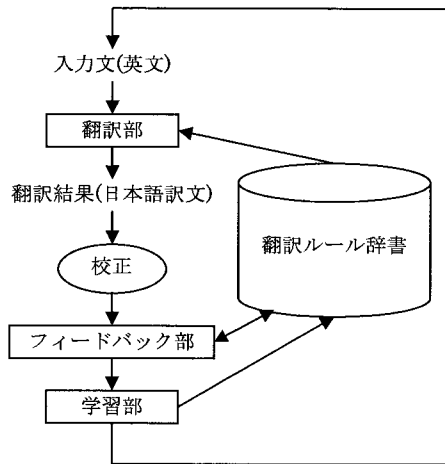 入力文(英文)
翻訳部
翻訳結果(日本語訳文)
翻訳ルール辞書
校正
フィードバック部
学習部